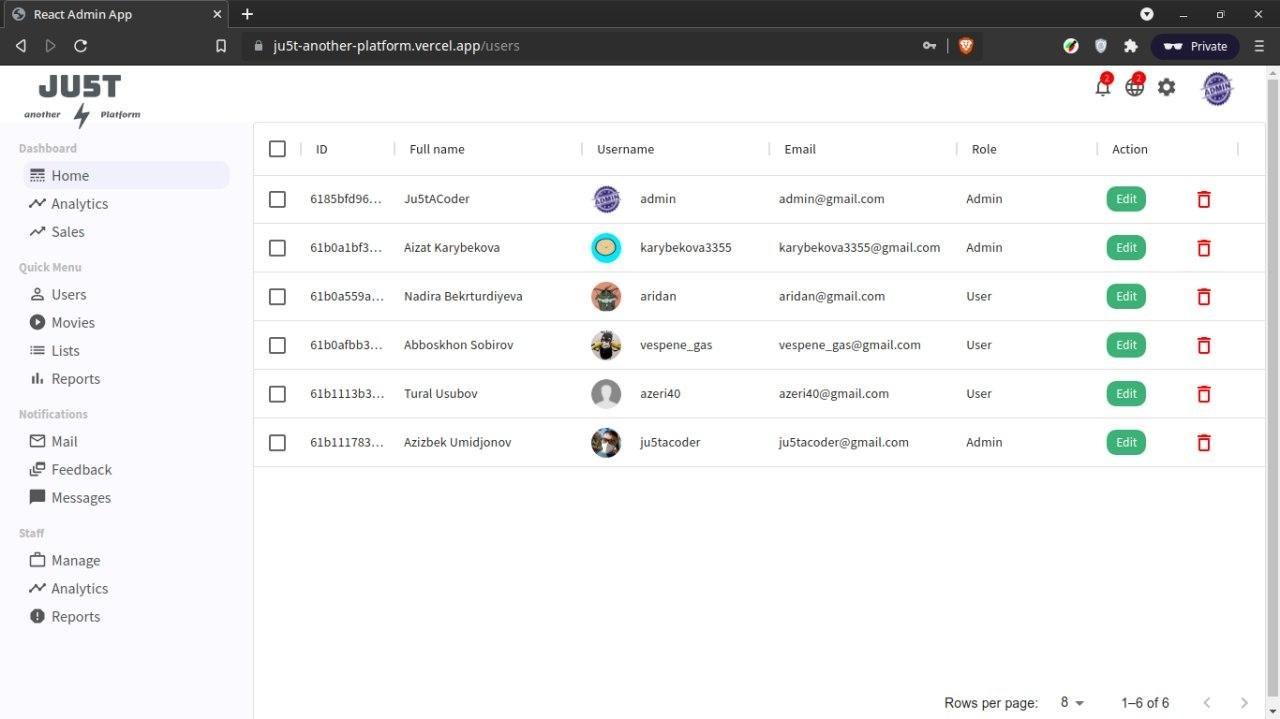 React Admin App
ju5t-another-platform.vercel.app/users
Private
JU5T
another Platform
2 2 ADMIN
Dashboard
Home
Analytics
Sales
Quick Menu
Users
Movies
Lists
Reports
Notifications
Mail
Feedback
Messages
Staff
Manage
Analytics
Reports
ID Full name Username Email Role Action
6185bfd96... Ju5tACoder ADMIN admin admin@gmail.com Admin Edit
61b0a1bf3... Aizat Karybekova karybekova3355 karybekova3355@gmail.com Admin Edit
61b0a559a... Nadira Bekrturdiyeva aridan aridan@gmail.com User Edit
61b0afbb3... Abboskhon Sobirov vespene_gas vespene_gas@gmail.com User Edit
61b1113b3... Tural Usubov azeri40 azeri40@gmail.com User Edit
61b111783... Azizbek Umidjonov ju5tacoder ju5tacoder@gmail.com Admin Edit
Rows per page: 8 1–6 of 6